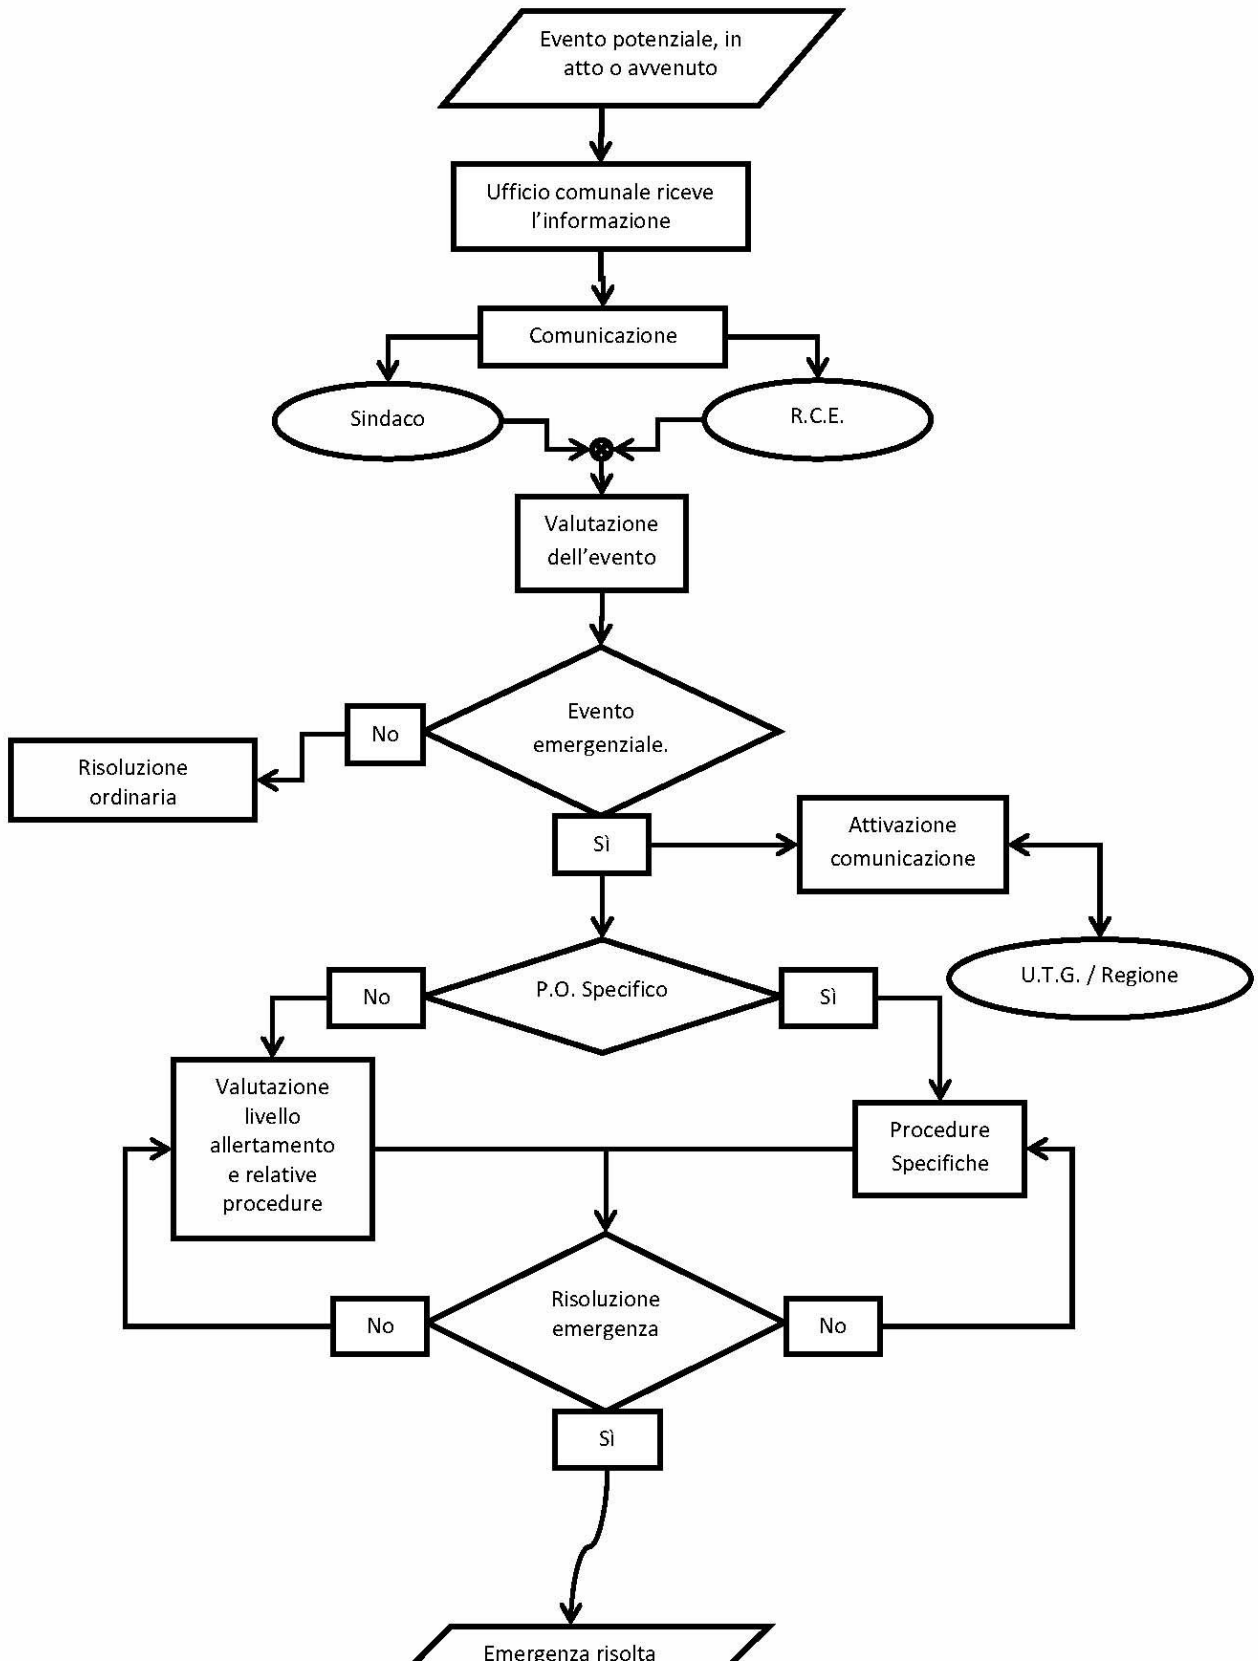 Evento potenziale, in
atto o avvenuto
Ufficio comunale riceve
l'informazione
Comunicazione
Sindaco
R.C.E.
Valutazione
dell'evento
Evento
emergenziale.
No
Risoluzione
ordinaria
Sì
Attivazione
comunicazione
U.T.G. / Regione
P.O. Specifico
No
Sì
Valutazione
livello
allertamento
e relative
procedure
Procedure
Specifiche
Risoluzione
emergenza
No
No
Sì
Emergenza risolta